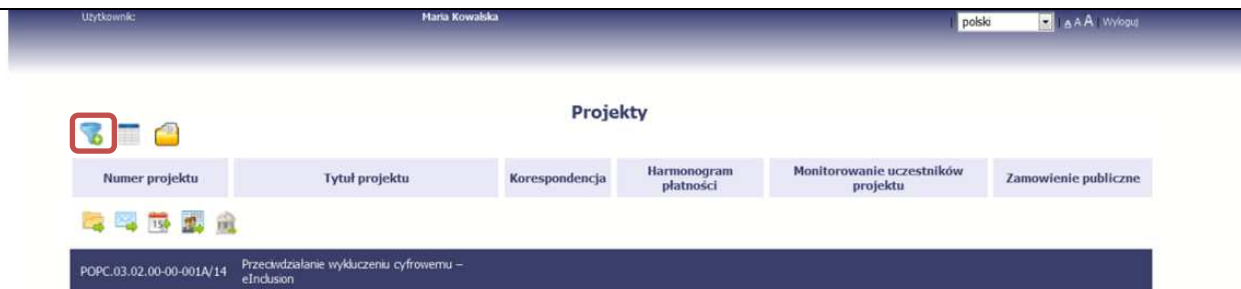 Użytkownik: Maria Kowalska polski A A A Wyloguj
Projekty
Numer projektu Tytuł projektu Korespondencja Harmonogram płatności Monitorowanie uczestników projektu Zamowienie publiczne
15
POPC.03.02.00-00-001A/14 Przeciwdziałanie wykluczeniu cyfrowemu –
eInclusion